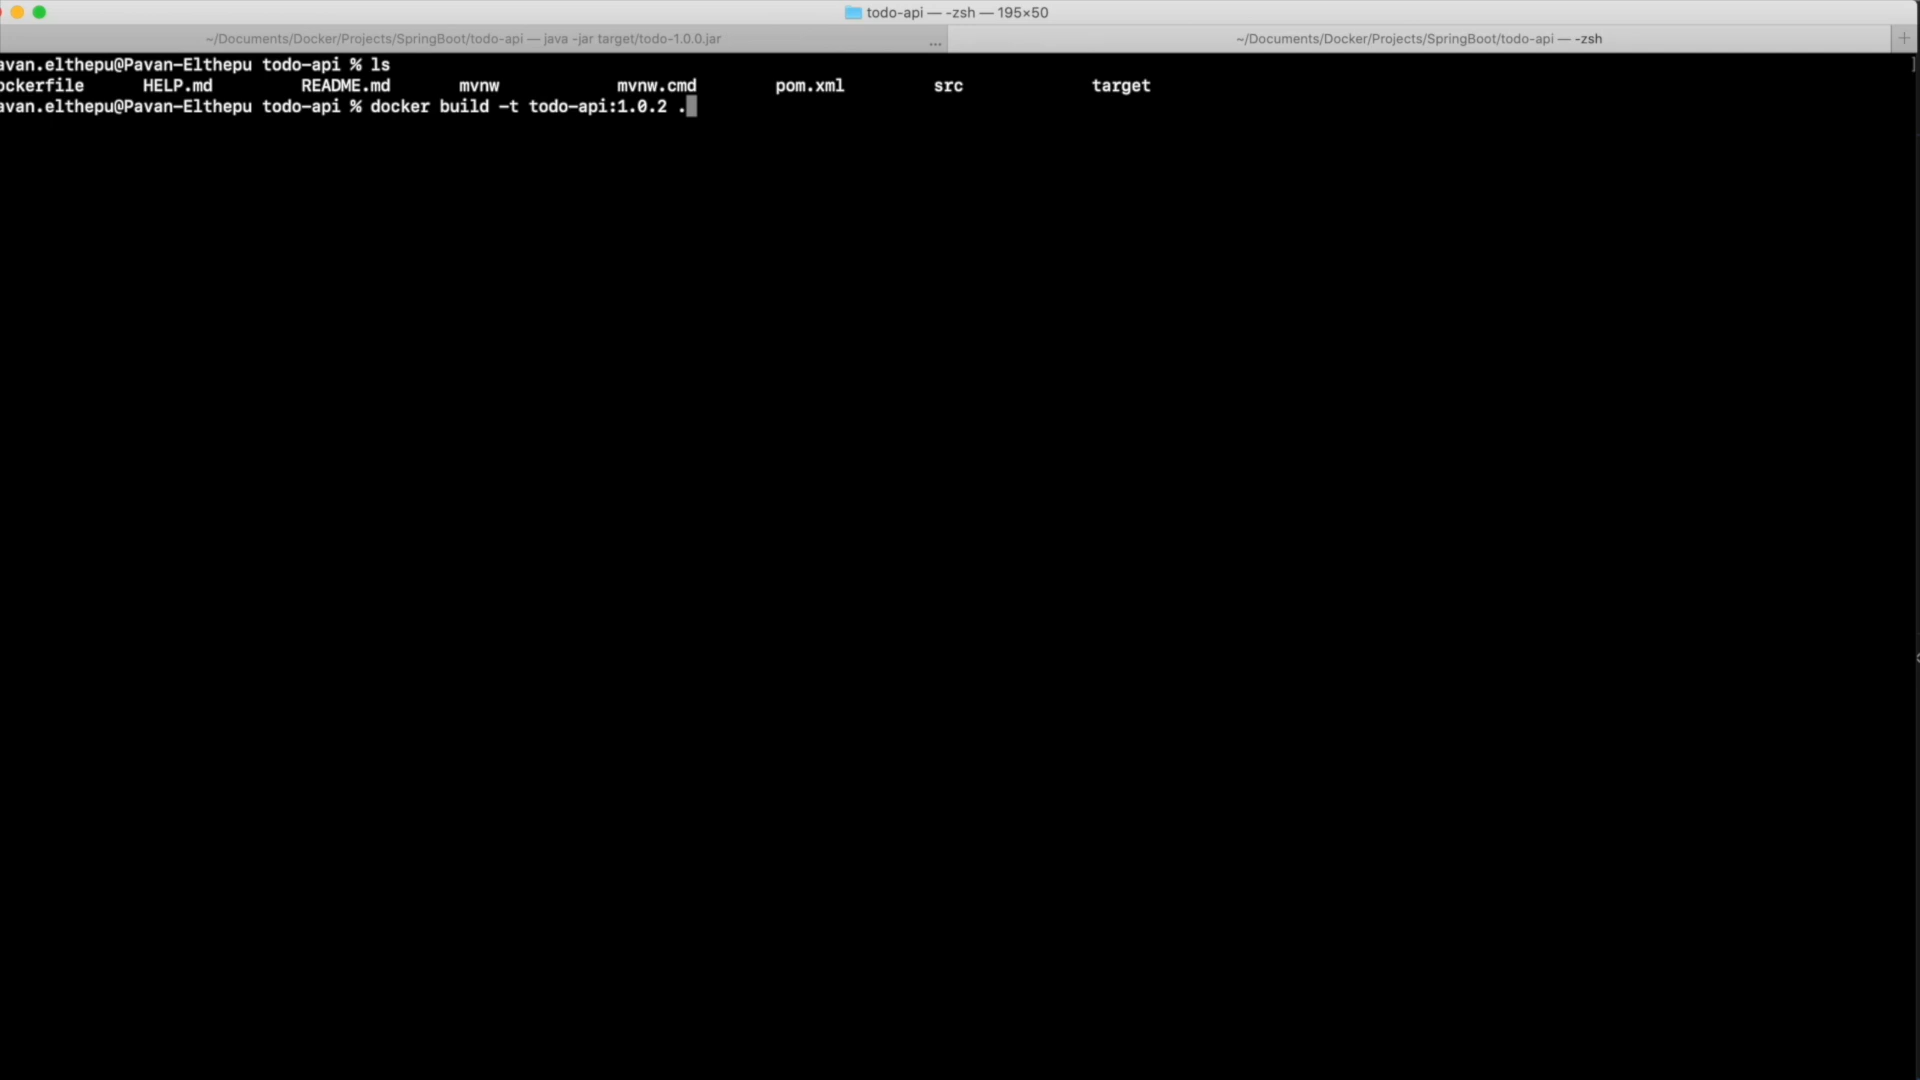 todo-api — -zsh — 195×50
~/Documents/Docker/Projects/SpringBoot/todo-api — java -jar target/todo-1.0.0.jar ... ~/Documents/Docker/Projects/SpringBoot/todo-api — -zsh +
avan.elthepu@Pavan-Elthepu todo-api % ls
ockerfile HELP.md README.md mvnw mvnw.cmd pom.xml src target
avan.elthepu@Pavan-Elthepu todo-api % docker build -t todo-api:1.0.2 .